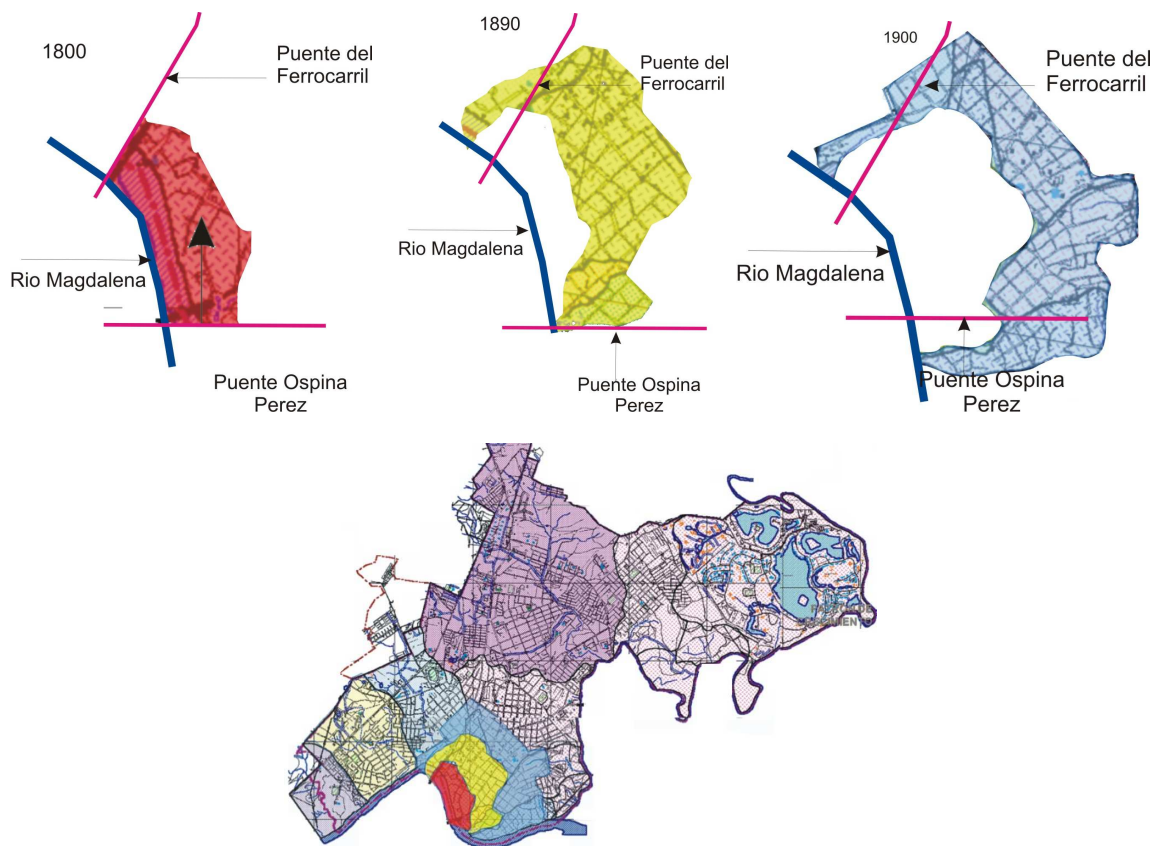 1800
Puente del
Ferrocarril
Rio Magdalena
Puente Ospina
Perez
1890
Puente del
Ferrocarril
Rio Magdalena
Puente Ospina
Perez
1900
Puente del
Ferrocarril
Rio Magdalena
Puente Ospina
Perez